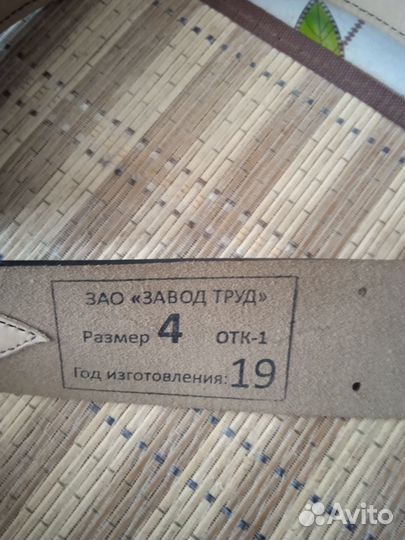 ЗАО «ЗАВОД ТРУД»
Размер 4 ОТК-1
Год изготовления: 19
Avito